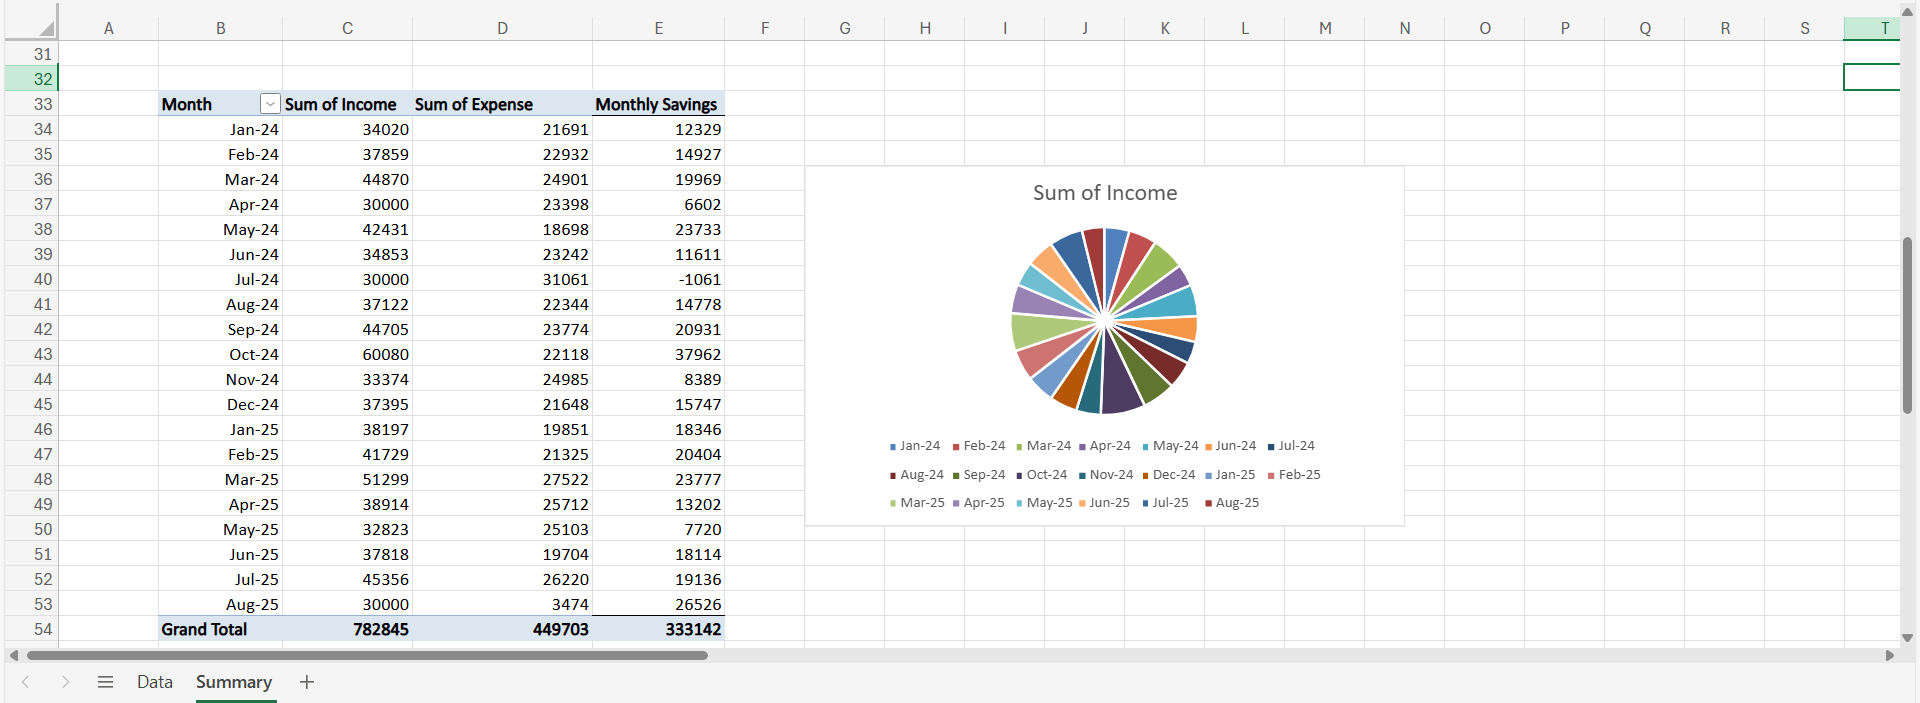 A B C D E F G H I J K L M N O P Q R S T
31
32
33 Month Sum of Income Sum of Expense Monthly Savings
34 Jan-24 34020 21691 12329
35 Feb-24 37859 22932 14927
36 Mar-24 44870 24901 19969
37 Apr-24 30000 23398 6602
38 May-24 42431 18698 23733
39 Jun-24 34853 23242 11611
40 Jul-24 30000 31061 -1061
41 Aug-24 37122 22344 14778
42 Sep-24 44705 23774 20931
43 Oct-24 60080 22118 37962
44 Nov-24 33374 24985 8389
45 Dec-24 37395 21648 15747
46 Jan-25 38197 19851 18346
47 Feb-25 41729 21325 20404
48 Mar-25 51299 27522 23777
49 Apr-25 38914 25712 13202
50 May-25 32823 25103 7720
51 Jun-25 37818 19704 18114
52 Jul-25 45356 26220 19136
53 Aug-25 30000 3474 26526
54 Grand Total 782845 449703 333142
Sum of Income
Jan-24 Feb-24 Mar-24 Apr-24 May-24 Jun-24 Jul-24
Aug-24 Sep-24 Oct-24 Nov-24 Dec-24 Jan-25 Feb-25
Mar-25 Apr-25 May-25 Jun-25 Jul-25 Aug-25
Data Summary